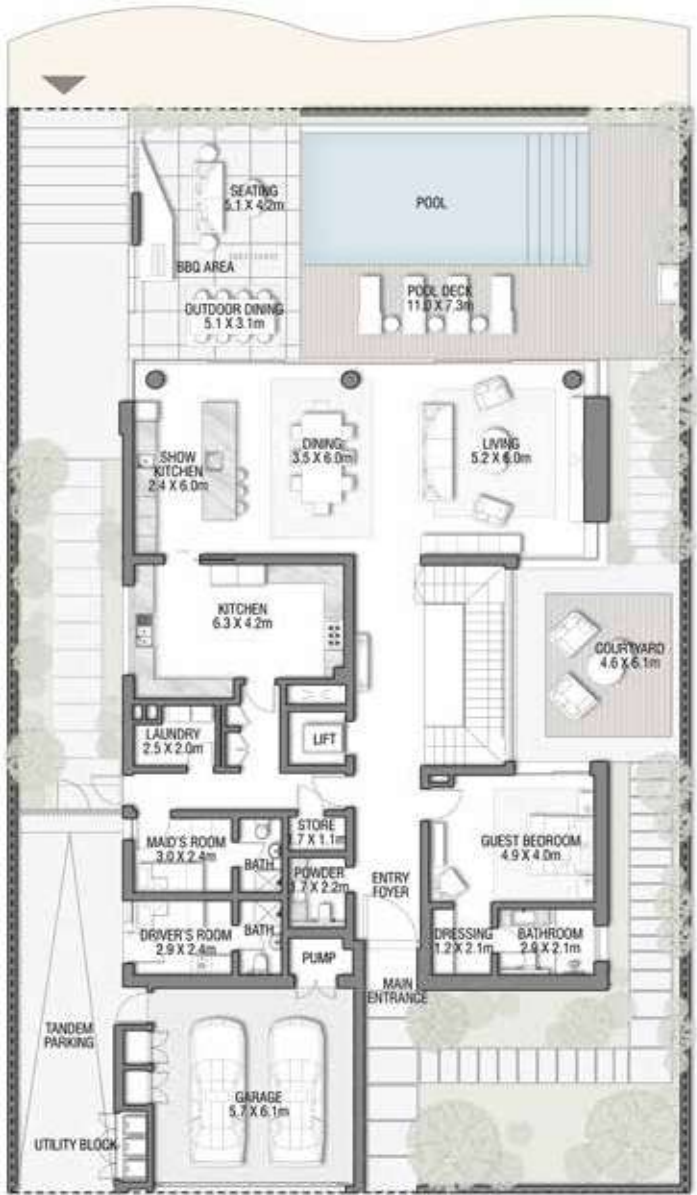 SEATING
5.1 X 4.2m
POOL
BBQ AREA
OUTDOOR DINING
5.1 X 3.1m
POOL DECK
11.0 X 7.3m
SHOW
KITCHEN
2.4 X 6.0m
DINING
3.5 X 6.0m
LIVING
5.2 X 6.0m
KITCHEN
6.3 X 4.2m
COURTYARD
4.6 X 6.1m
LAUNDRY
2.5 X 2.0m
LIFT
MAID'S ROOM
3.0 X 2.4m
BATH
STORE
1.7 X 1.1m
POWDER
1.7 X 2.2m
ENTRY
FOYER
GUEST BEDROOM
4.9 X 4.0m
DRIVER'S ROOM
2.9 X 2.4m
BATH
PUMP
DRESSING
1.2 X 2.1m
BATHROOM
2.9 X 2.1m
MAIN
ENTRANCE
TANDEM
PARKING
GARAGE
5.7 X 6.1m
UTILITY BLOCK